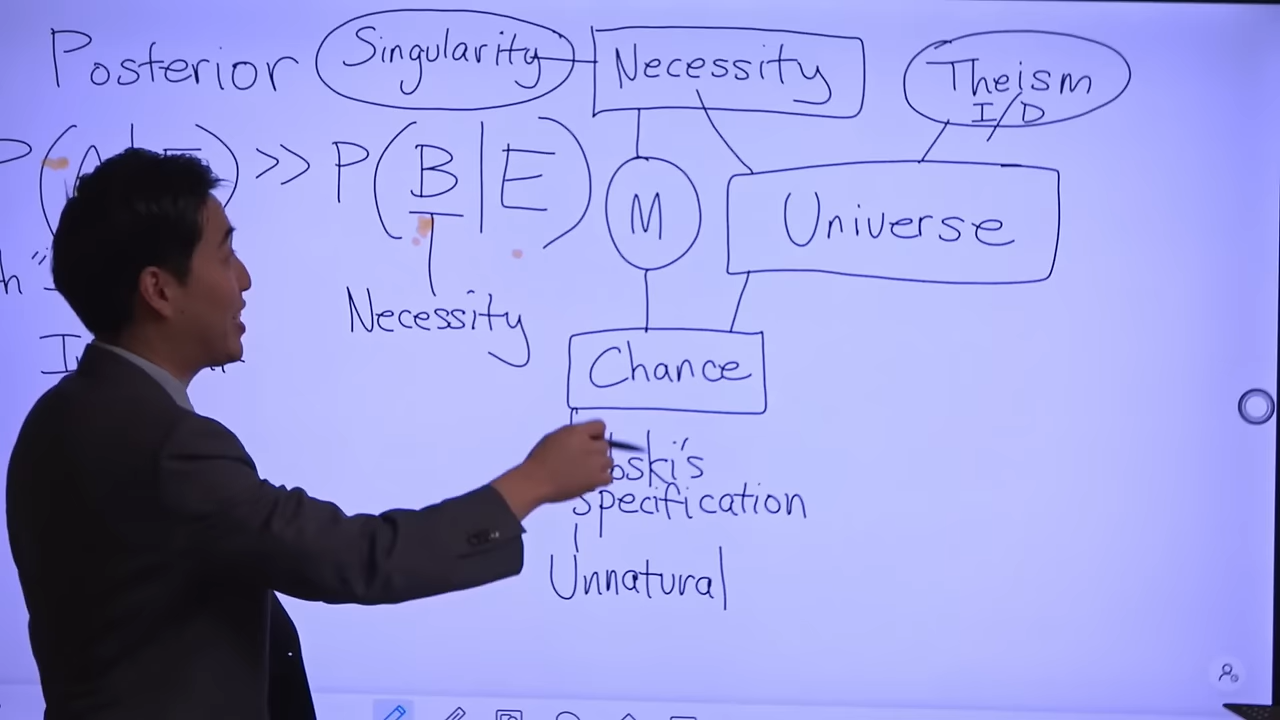 Posterior
Singularity
Necessity
Theism
I/D
P(A|E) >> P(B|E)
M
Universe
Necessity
Chance
Specification
Unnatural